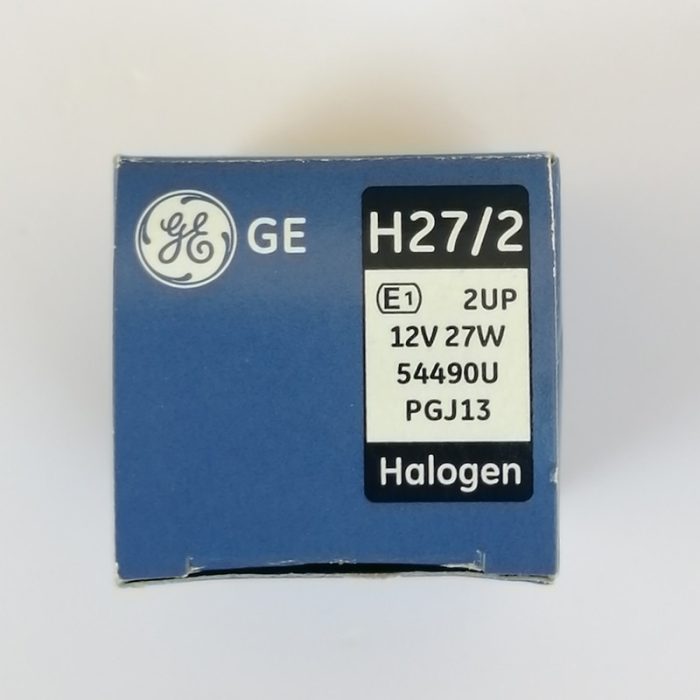 GE GE
H27/2
E1 2UP
12V 27W
54490U
PGJ13
Halogen